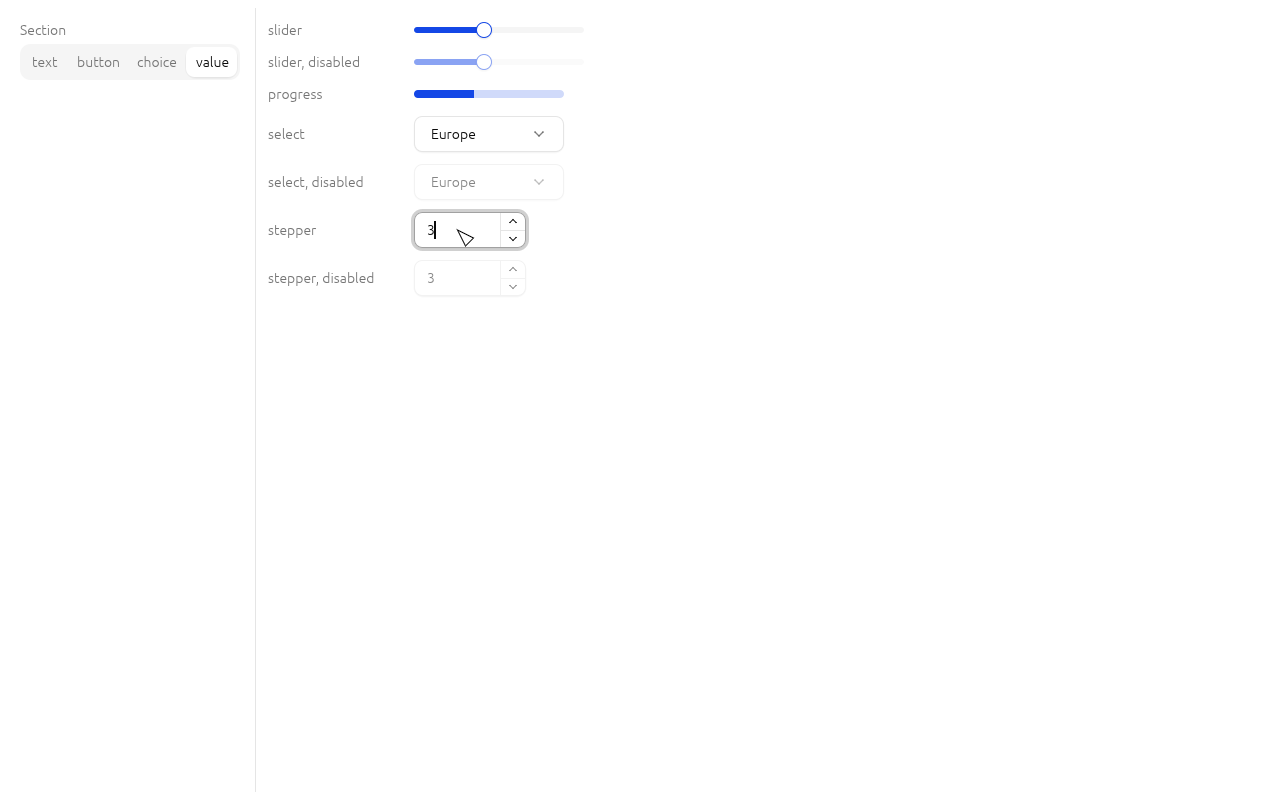 Section
text button choice value
slider
slider, disabled
progress
select Europe
select, disabled Europe
stepper 3
stepper, disabled 3